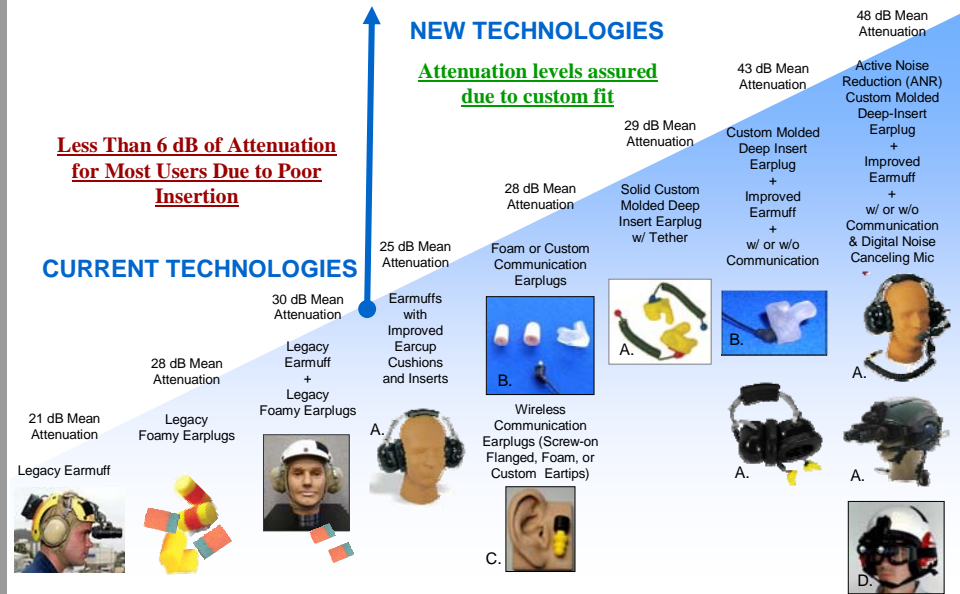 NEW TECHNOLOGIES
Attenuation levels assured
due to custom fit
Less Than 6 dB of Attenuation
for Most Users Due to Poor
Insertion
CURRENT TECHNOLOGIES
21 dB Mean
Attenuation
Legacy Earmuff
28 dB Mean
Attenuation
Legacy
Foamy Earplugs
30 dB Mean
Attenuation
Legacy
Earmuff
+
Legacy
Foamy Earplugs
25 dB Mean
Attenuation
Earmuffs
with
Improved
Earcup
Cushions
and Inserts
A.
28 dB Mean
Attenuation
Foam or Custom
Communication
Earplugs
B.
Wireless
Communication
Earplugs (Screw-on
Flanged, Foam, or
Custom Eartips)
C.
29 dB Mean
Attenuation
Solid Custom
Molded Deep
Insert Earplug
w/ Tether
A.
43 dB Mean
Attenuation
Custom Molded
Deep Insert
Earplug
+
Improved
Earmuff
+
w/ or w/o
Communication
B.
A.
48 dB Mean
Attenuation
Active Noise
Reduction (ANR)
Custom Molded
Deep-Insert
Earplug
+
Improved
Earmuff
+
w/ or w/o
Communication
& Digital Noise
Canceling Mic
A.
A.
D.